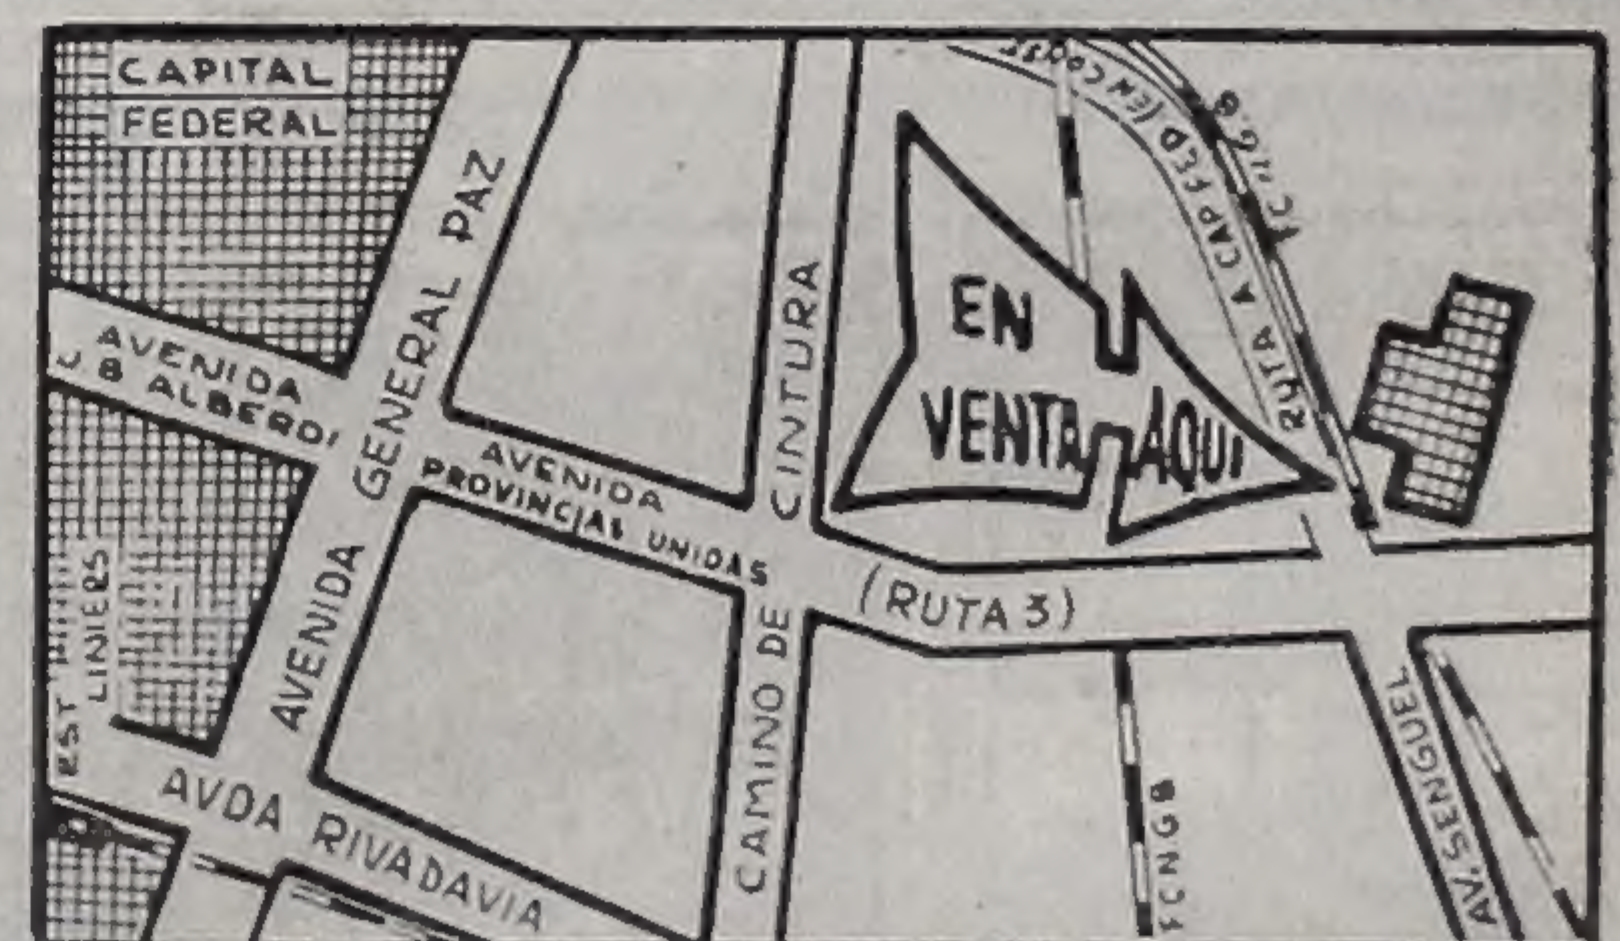 CAPITAL
FEDERAL
AVENIDA
J B ALBERDI
AVENIDA GENERAL PAZ
EST
LINIERS
AVDA RIVADAVIA
AVENIDA
PROVINCIAS UNIDAS
(RUTA 3)
CAMINO DE CINTURA
EN
VENTA AQUI
RUTA A CAP FED (EN CONST
F C N G B
F C N G B
AV. SENGUEL